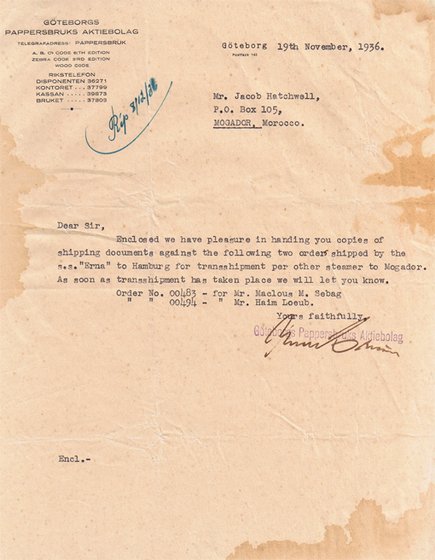 GÖTEBORGS
PAPPERSBRUKS AKTIEBOLAG
TELEGRAFADRESS: PAPPERSBRUK
A. B. C: CODE 6TH EDITION
ZEBRA CODE 3RD EDITION
WOOD CODE
RIKSTELEFON
DISPONENTEN 36271
KONTORET . . . 37799
KASSAN . . . . 39873
BRUKET . . . . 37803
Göteborg 19th November, 1936.
Mr. Jacob Hatchwell,
P.O. Box 105,
MOGADOR, Morocco.
Dear Sir,
Enclosed we have pleasure in handing you copies of
shipping documents against the following two orders shipped by the
s.s."Erna" to Hamburg for transshipment per other steamer to Mogador.
As soon as transshipment has taken place we will let you know.
Order No. 00483 - for Mr. Maclous M. Sebag
" " 00494 - " Mr. Haim Loeub.
Yours faithfully,
Göteborgs Pappersbruks Aktiebolag
Encl.-